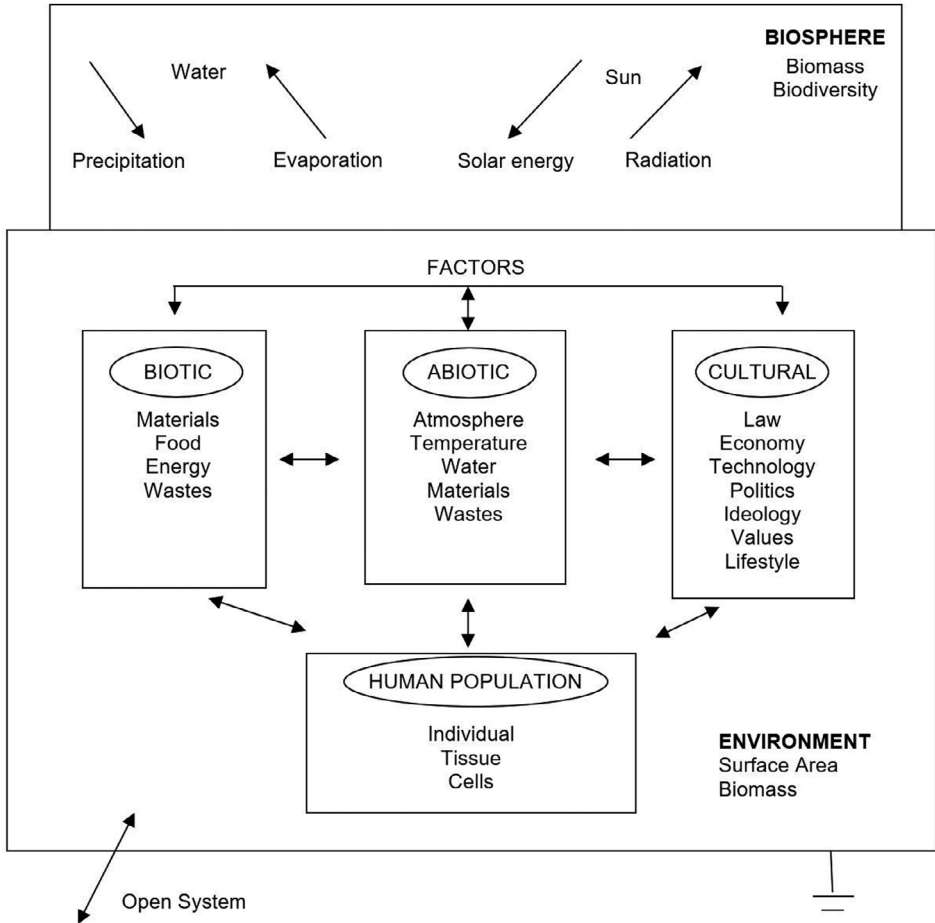 BIOSPHERE
Biomass
Biodiversity
Water
Sun
Precipitation
Evaporation
Solar energy
Radiation
FACTORS
BIOTIC
Materials
Food
Energy
Wastes
ABIOTIC
Atmosphere
Temperature
Water
Materials
Wastes
CULTURAL
Law
Economy
Technology
Politics
Ideology
Values
Lifestyle
HUMAN POPULATION
Individual
Tissue
Cells
ENVIRONMENT
Surface Area
Biomass
Open System